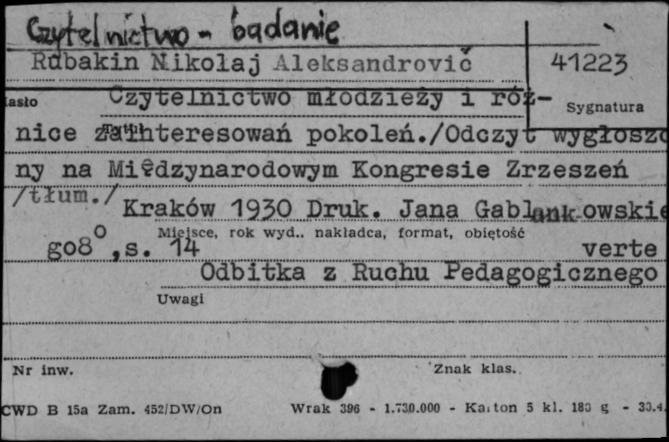 Czytelnictwo - badanie
Rubakin Nikolaj Aleksandrovič
41223
Hasło
Czytelnictwo młodzieży i róż-
Sygnatura
nice zainteresowań pokoleń./Odczyt wygłoszo
Tytuł
ny na Międzynarodowym Kongresie Zrzeszeń
/tłum./
Kraków 1930 Druk. Jana Gablankowskie
Miejsce, rok wyd., nakładca, format, objętość
go8°,s. 14
verte
Odbitka z Ruchu Pedagogicznego
Uwagi
Nr inw.
Znak klas.
CWD B 15a Zam. 452/DW/On
Wrak 396 - 1.730.000 - Karton 5 kl. 180 g - 30.4.